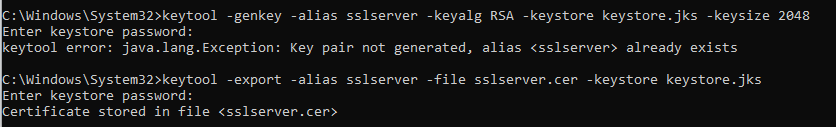 C:\Windows\System32>keytool -genkey -alias sslserver -keyalg RSA -keystore keystore.jks -keysize 2048
Enter keystore password:
keytool error: java.lang.Exception: Key pair not generated, alias <sslserver> already exists
C:\Windows\System32>keytool -export -alias sslserver -file sslserver.cer -keystore keystore.jks
Enter keystore password:
Certificate stored in file <sslserver.cer>